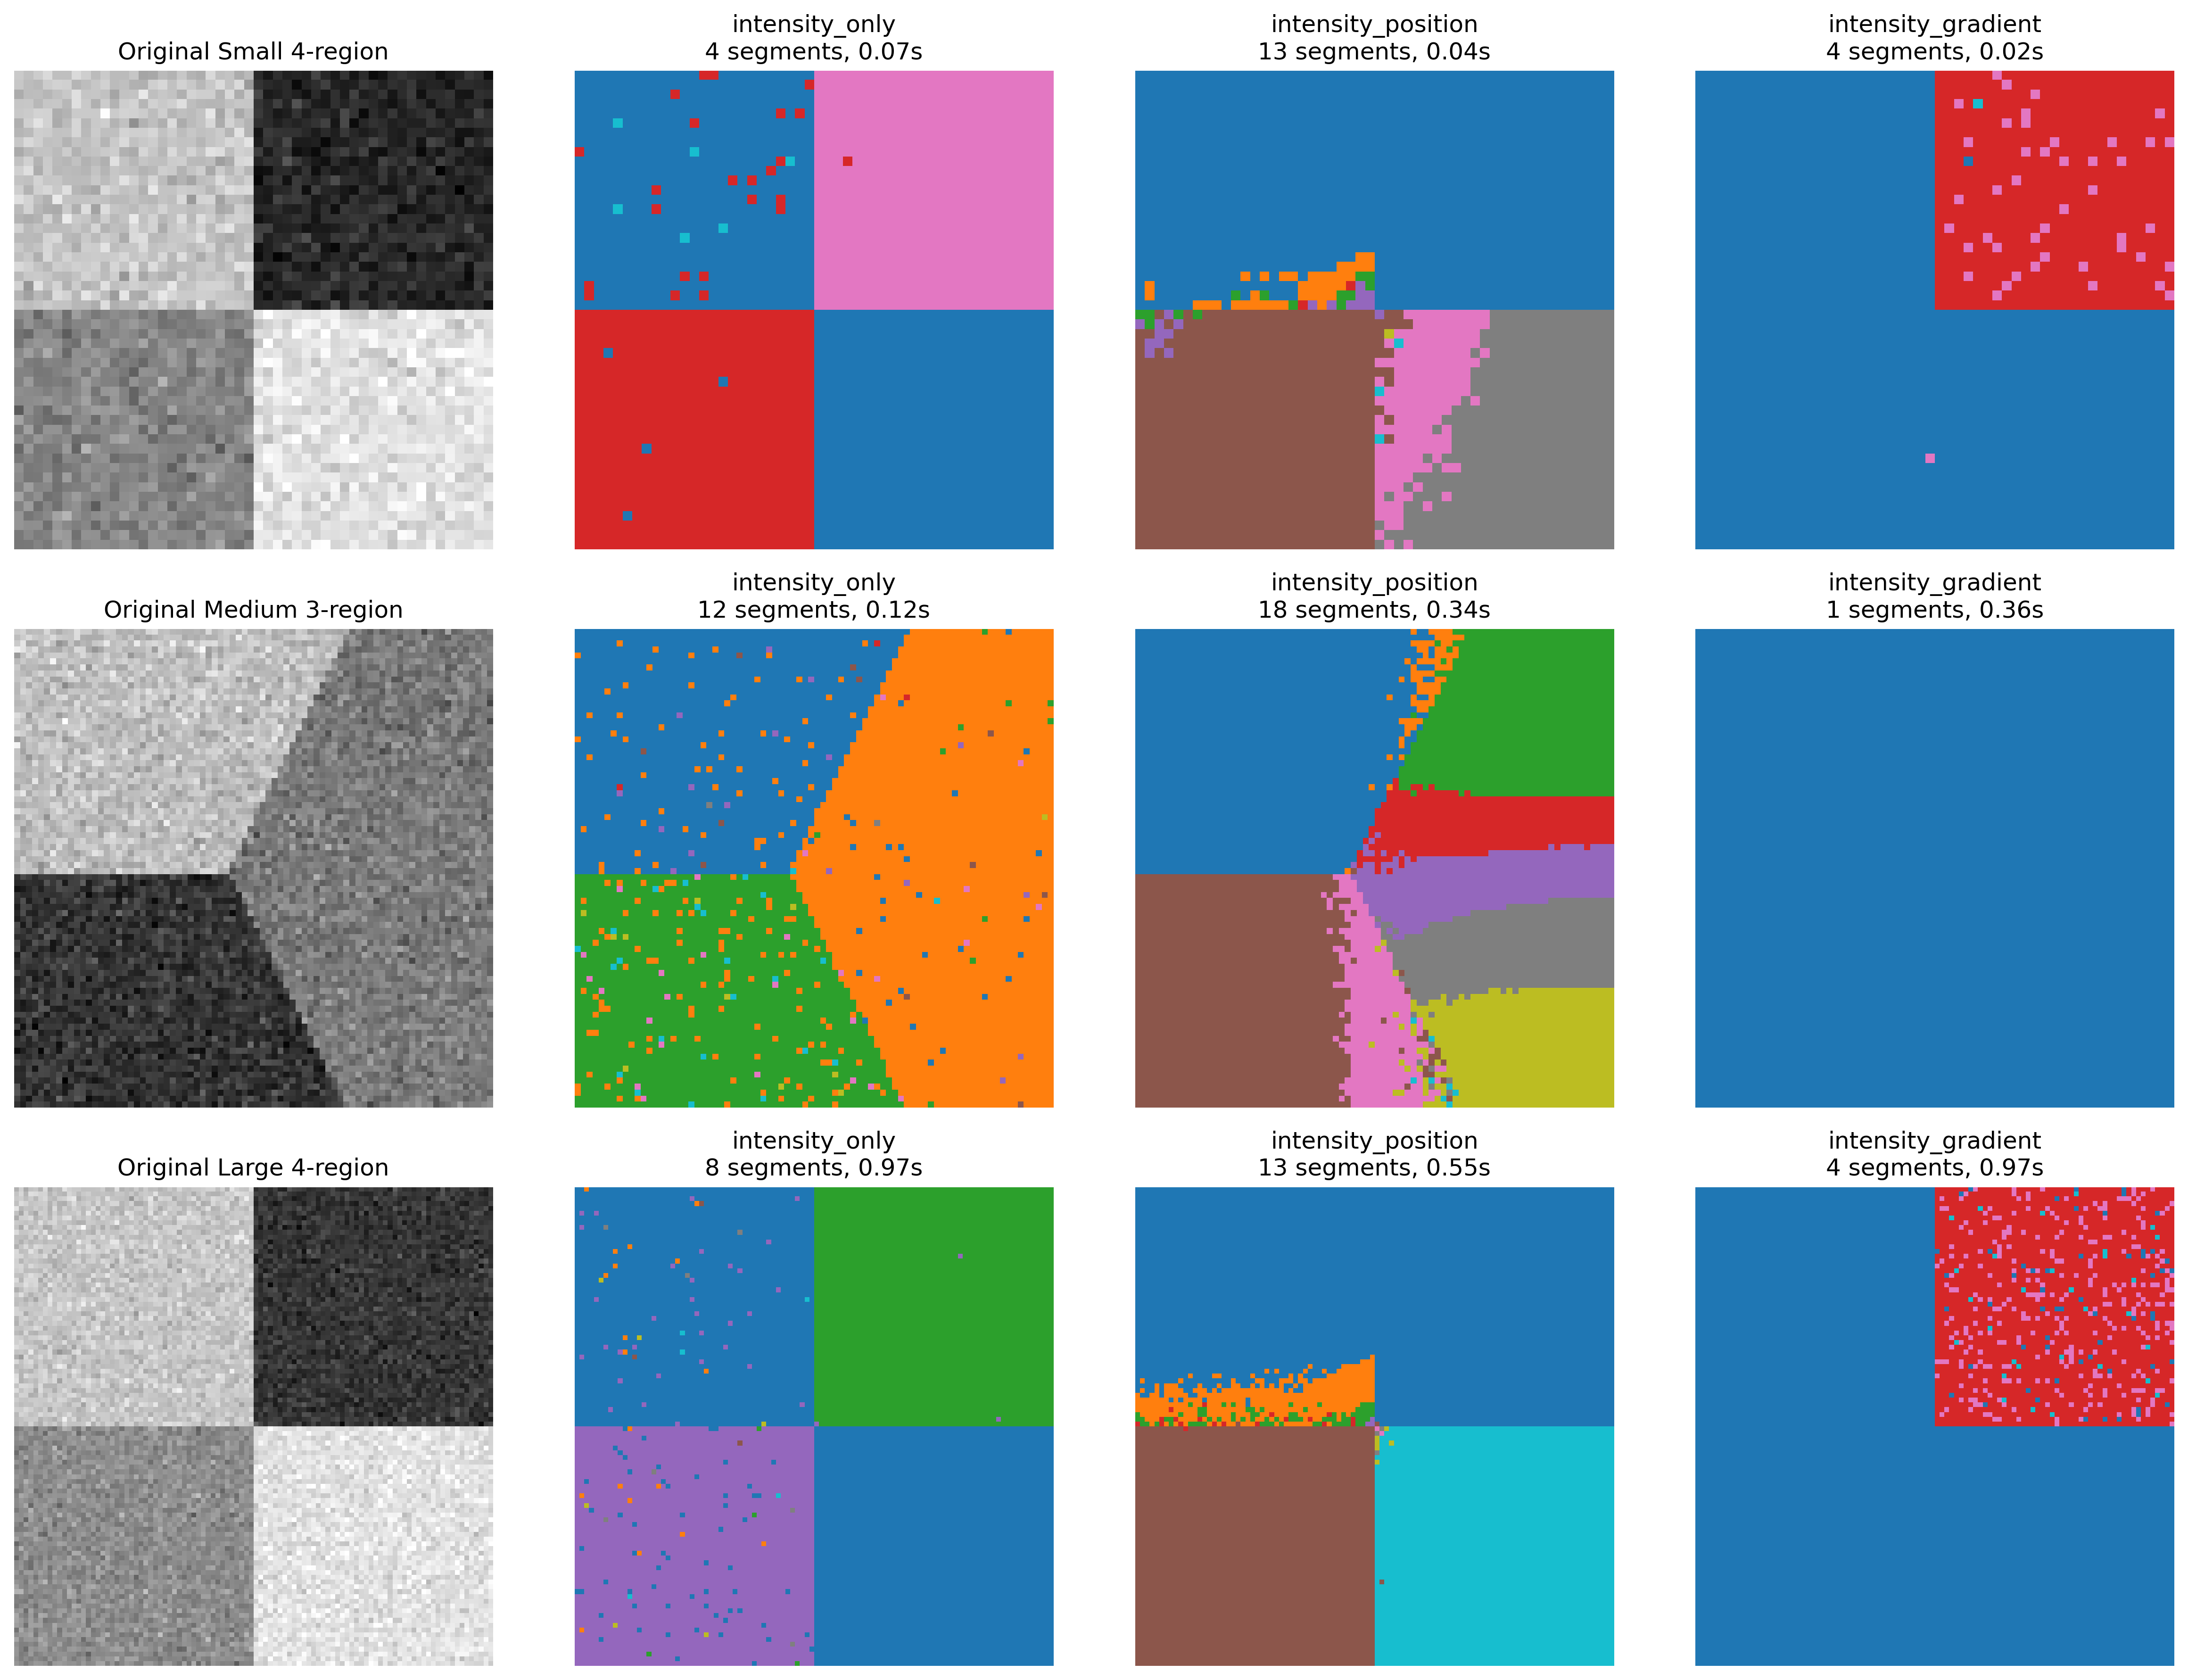 Original Small 4-region
intensity_only
4 segments, 0.07s
intensity_position
13 segments, 0.04s
intensity_gradient
4 segments, 0.02s
Original Medium 3-region
intensity_only
12 segments, 0.12s
intensity_position
18 segments, 0.34s
intensity_gradient
1 segments, 0.36s
Original Large 4-region
intensity_only
8 segments, 0.97s
intensity_position
13 segments, 0.55s
intensity_gradient
4 segments, 0.97s